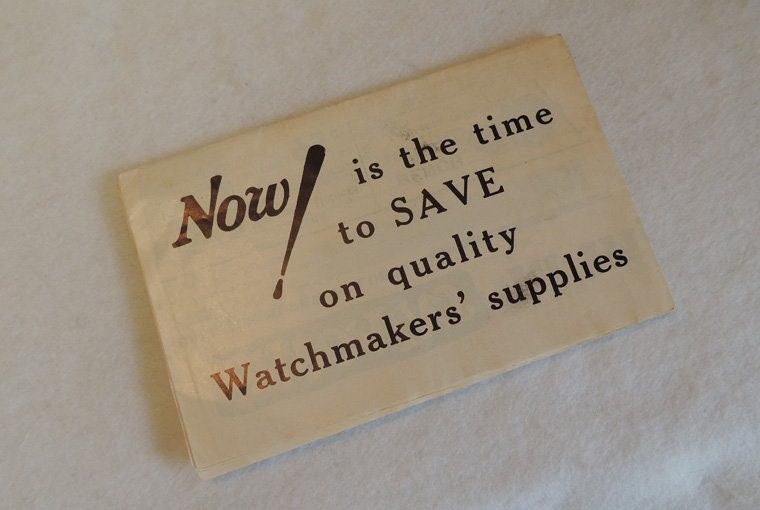 Now! is the time
to SAVE
on quality
Watchmakers' supplies